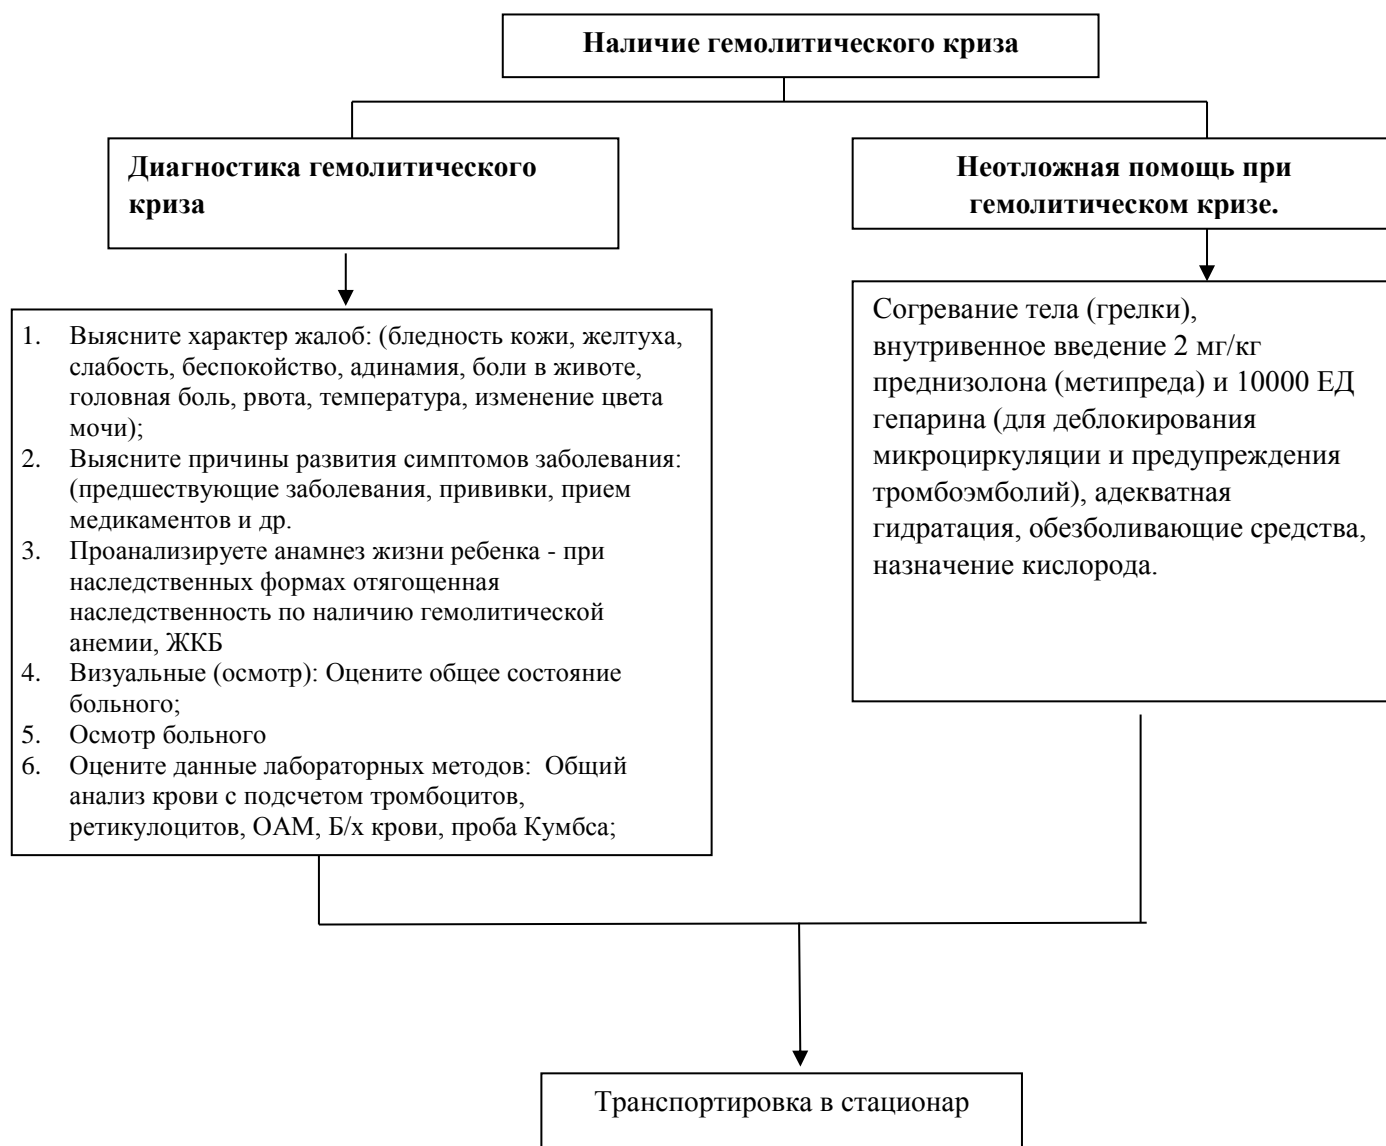 Наличие гемолитического криза
Диагностика гемолитического
криза
Неотложная помощь при
гемолитическом кризе.
1. Выясните характер жалоб: (бледность кожи, желтуха,
слабость, беспокойство, адинамия, боли в животе,
головная боль, рвота, температура, изменение цвета
мочи);
2. Выясните причины развития симптомов заболевания:
(предшествующие заболевания, прививки, прием
медикаментов и др.
3. Проанализируете анамнез жизни ребенка - при
наследственных формах отягощенная
наследственность по наличию гемолитической
анемии, ЖКБ
4. Визуальные (осмотр): Оцените общее состояние
больного;
5. Осмотр больного
6. Оцените данные лабораторных методов: Общий
анализ крови с подсчетом тромбоцитов,
ретикулоцитов, ОАМ, Б/х крови, проба Кумбса;
Согревание тела (грелки),
внутривенное введение 2 мг/кг
преднизолона (метипреда) и 10000 ЕД
гепарина (для деблокирования
микроциркуляции и предупреждения
тромбоэмболий), адекватная
гидратация, обезболивающие средства,
назначение кислорода.
Транспортировка в стационар